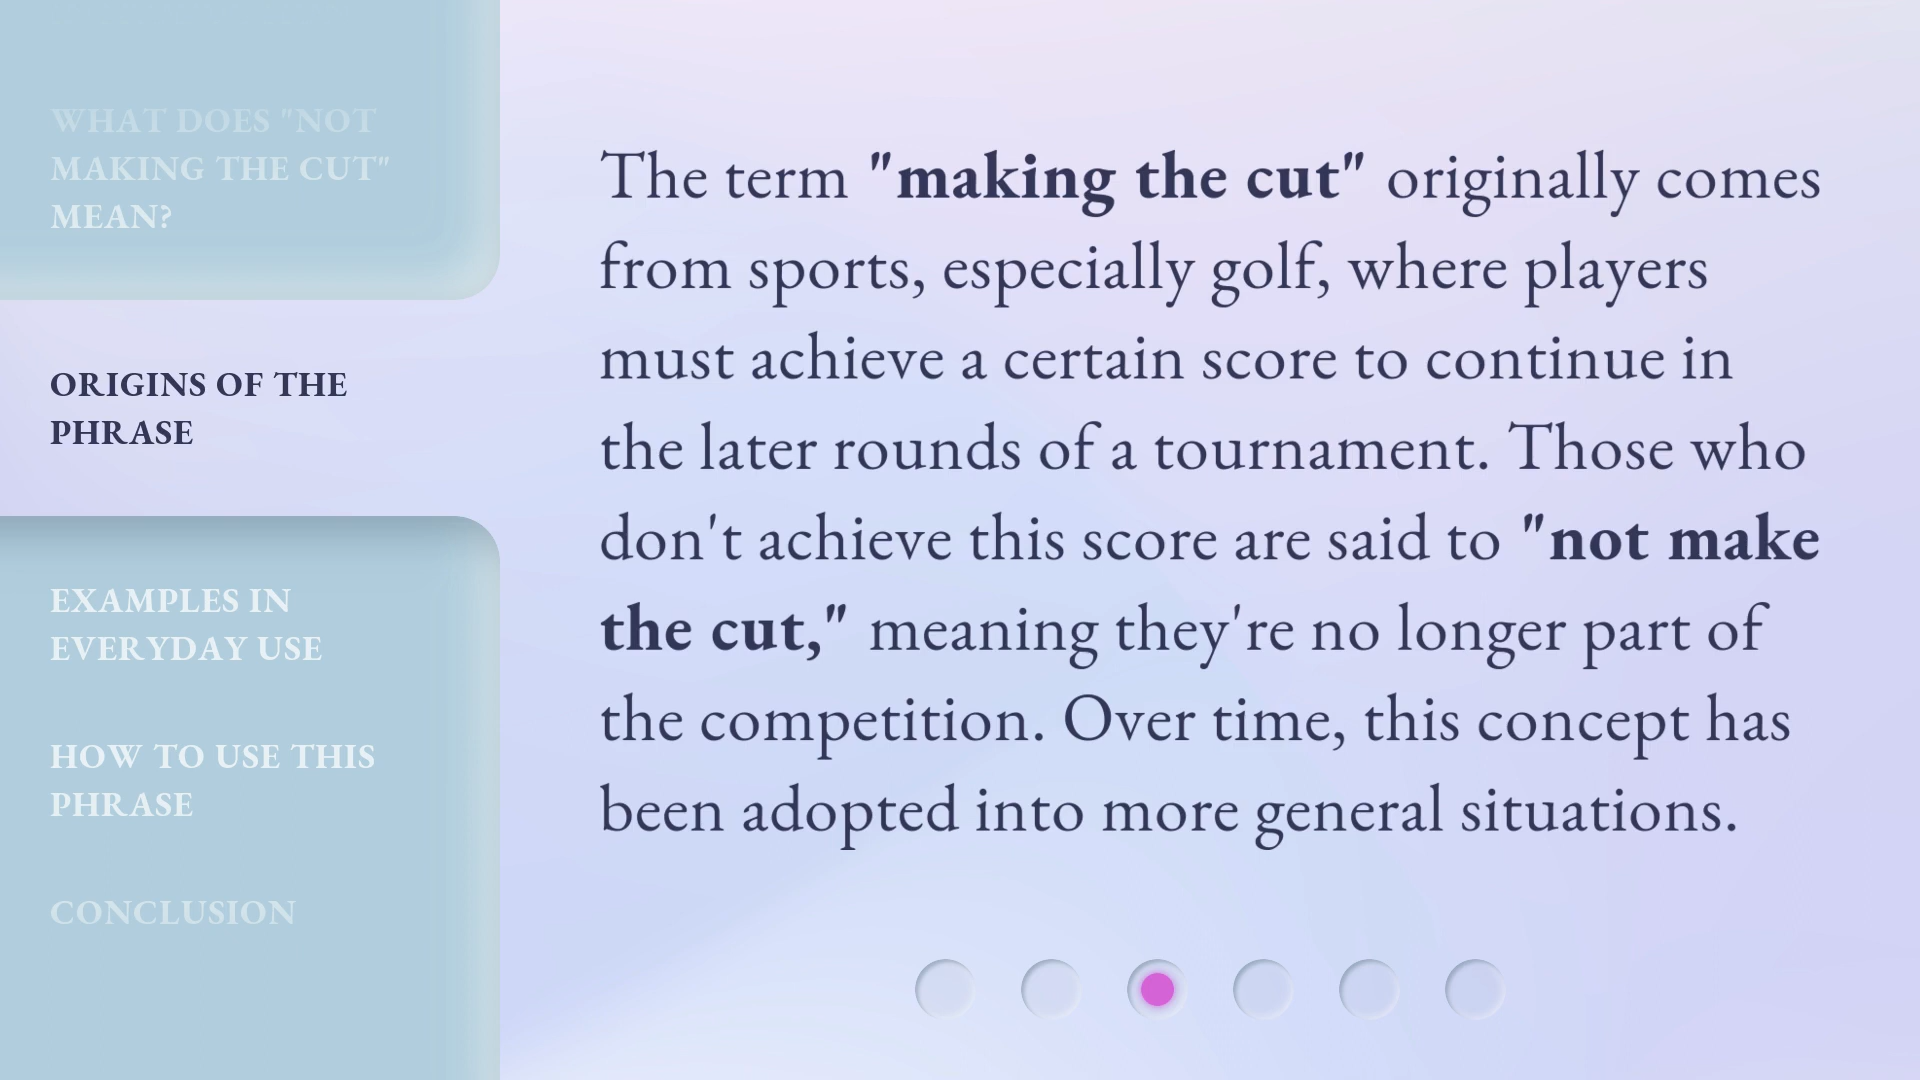 WHAT DOES "NOT
MAKING THE CUT"
MEAN?
ORIGINS OF THE
PHRASE
EXAMPLES IN
EVERYDAY USE
HOW TO USE THIS
PHRASE
CONCLUSION
The term "making the cut" originally comes
from sports, especially golf, where players
must achieve a certain score to continue in
the later rounds of a tournament. Those who
don't achieve this score are said to "not make
the cut," meaning they're no longer part of
the competition. Over time, this concept has
been adopted into more general situations.